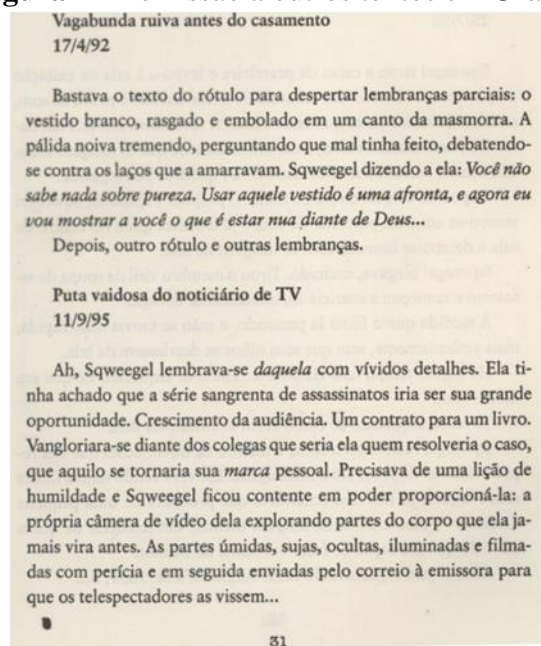 Vagabunda ruiva antes do casamento
17/4/92
Bastava o texto do rótulo para despertar lembranças parciais: o
vestido branco, rasgado e embolado em um canto da masmorra. A
pálida noiva tremendo, perguntando que mal tinha feito, debatendo-
se contra os laços que a amarravam. Sqweegel dizendo a ela: Você não
sabe nada sobre pureza. Usar aquele vestido é uma afronta, e agora eu
vou mostrar a você o que é estar nua diante de Deus...
Depois, outro rótulo e outras lembranças.
Puta vaidosa do noticiário de TV
11/9/95
Ah, Sqweegel lembrava-se daquela com vívidos detalhes. Ela ti-
nha achado que a série sangrenta de assassinatos iria ser sua grande
oportunidade. Crescimento da audiência. Um contrato para um livro.
Vangloriara-se diante dos colegas que seria ela quem resolveria o caso,
que aquilo se tornaria sua marca pessoal. Precisava de uma lição de
humildade e Sqweegel ficou contente em poder proporcioná-la: a
própria câmera de vídeo dela explorando partes do corpo que ela ja-
mais vira antes. As partes úmidas, sujas, ocultas, iluminadas e filma-
das com perícia e em seguida enviadas pelo correio à emissora para
que os telespectadores as vissem...
31